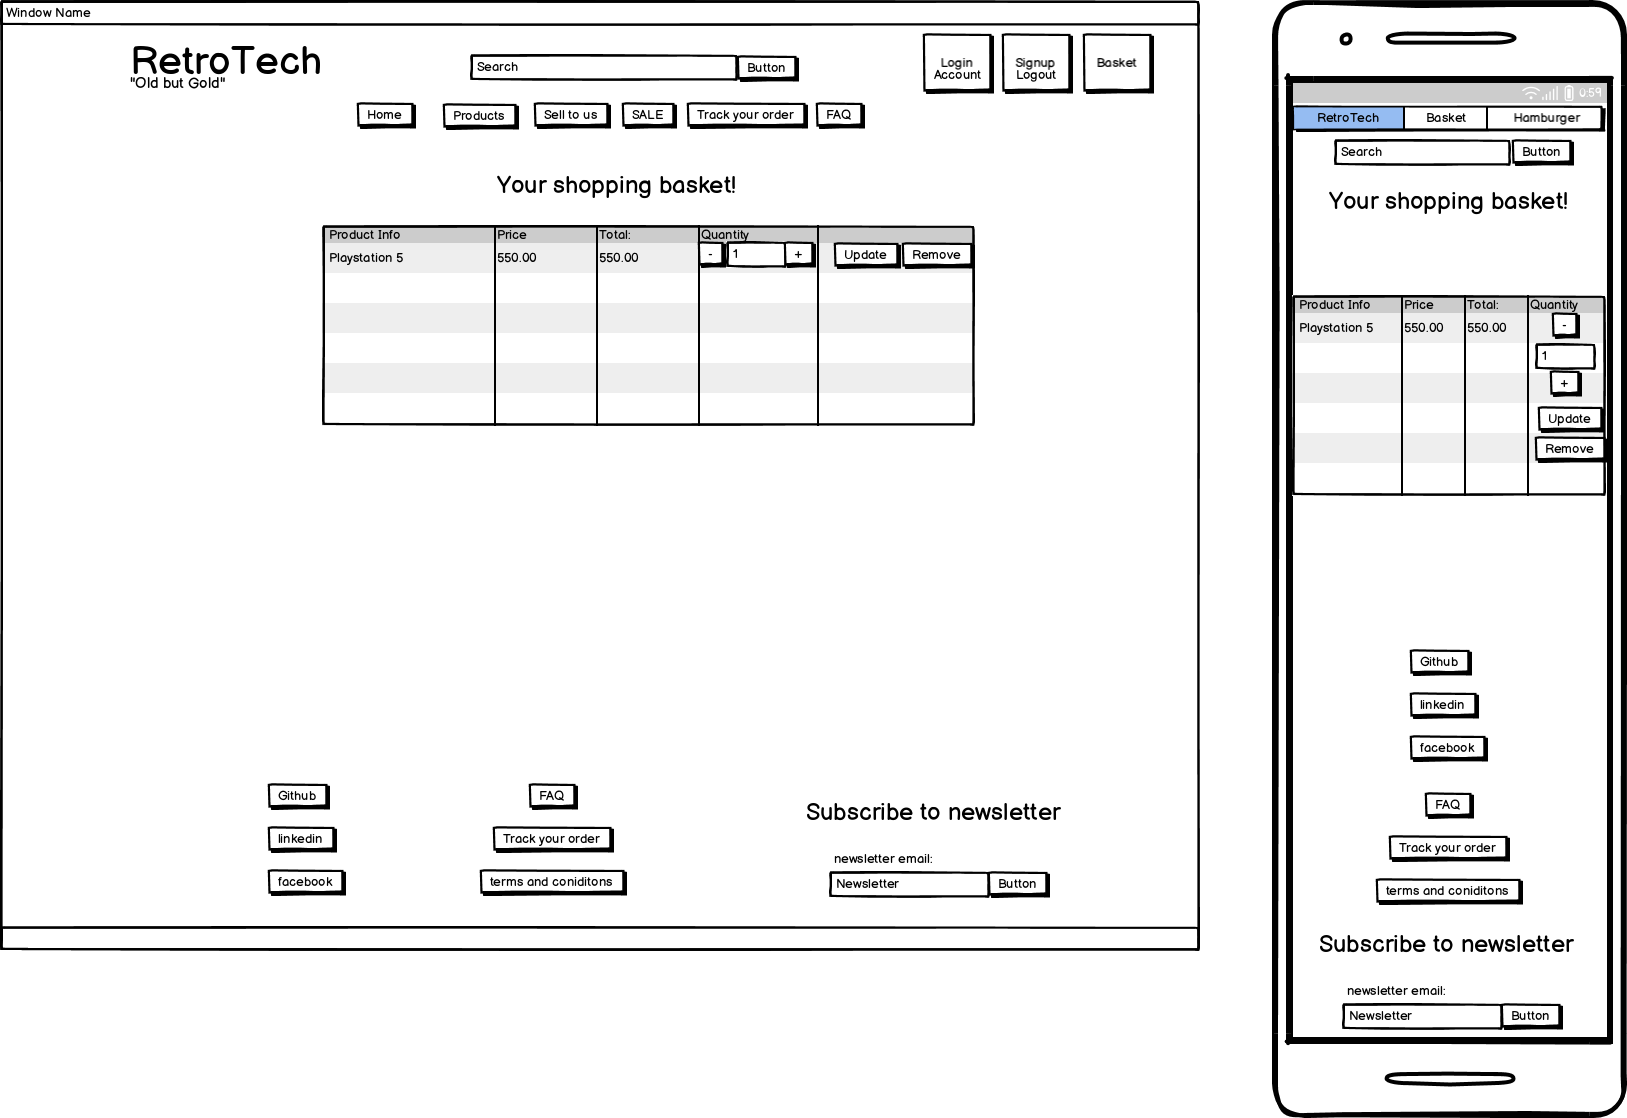 Window Name
RetroTech
"Old but Gold"
Search
Button
Login
Account
Signup
Logout
Basket
Home
Products
Sell to us
SALE
Track your order
FAQ
Your shopping basket!
Product Info Price Total: Quantity
Playstation 5 550.00 550.00 - 1 + Update Remove
Github
linkedin
facebook
FAQ
Track your order
terms and coniditons
Subscribe to newsletter
newsletter email:
Newsletter
Button
0:59
RetroTech Basket Hamburger
Search
Button
Your shopping basket!
Product Info Price Total: Quantity
Playstation 5 550.00 550.00 -
1
+
Update
Remove
Github
linkedin
facebook
FAQ
Track your order
terms and coniditons
Subscribe to newsletter
newsletter email:
Newsletter
Button